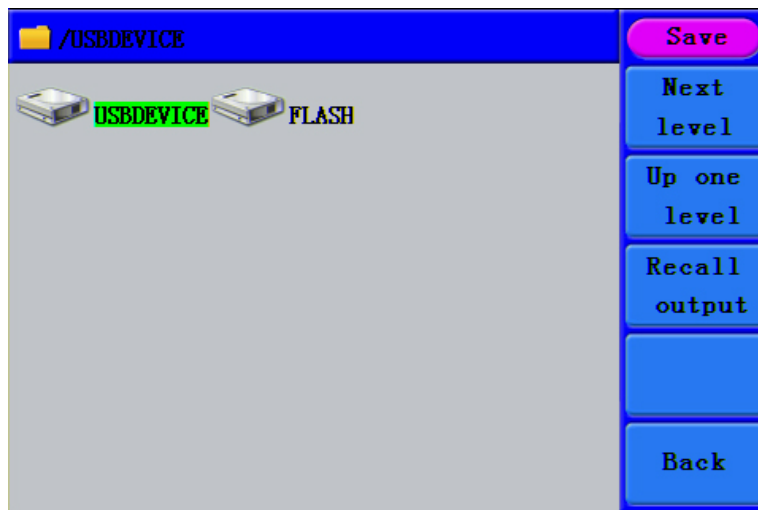 /USBDEVICE
USBDEVICE FLASH
Save
Next
level
Up one
level
Recall
output
Back